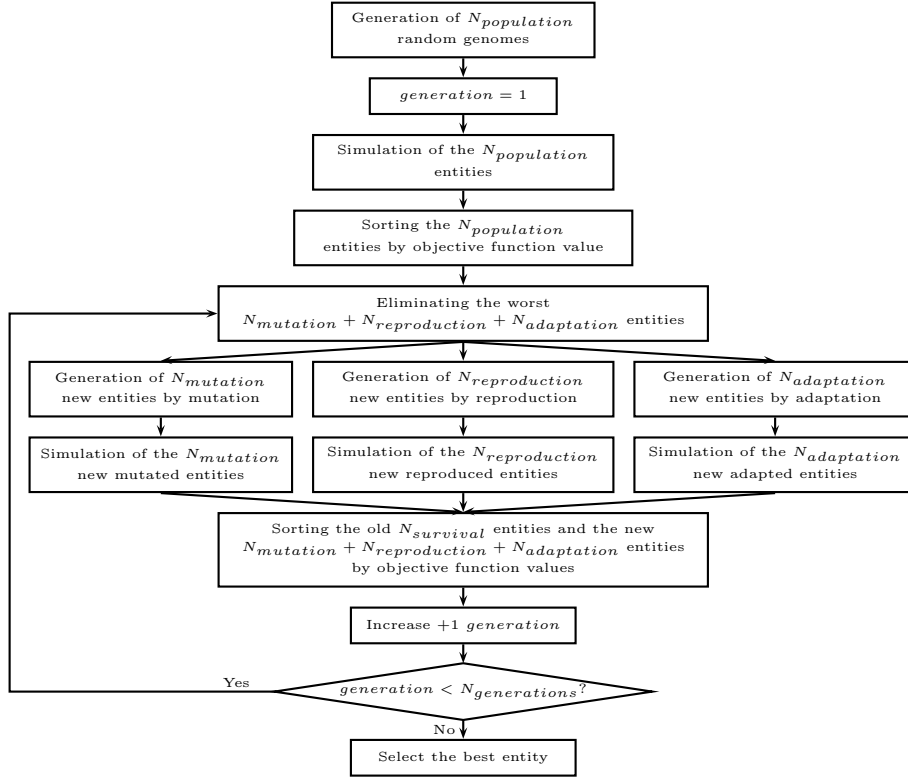 Generation of N_population
random genomes
generation = 1
Simulation of the N_population
entities
Sorting the N_population
entities by objective function value
Eliminating the worst
N_mutation + N_reproduction + N_adaptation entities
Generation of N_mutation
new entities by mutation
Generation of N_reproduction
new entities by reproduction
Generation of N_adaptation
new entities by adaptation
Simulation of the N_mutation
new mutated entities
Simulation of the N_reproduction
new reproduced entities
Simulation of the N_adaptation
new adapted entities
Sorting the old N_survival entities and the new
N_mutation + N_reproduction + N_adaptation entities
by objective function values
Increase +1 generation
Yes
generation < N_generations?
No
Select the best entity